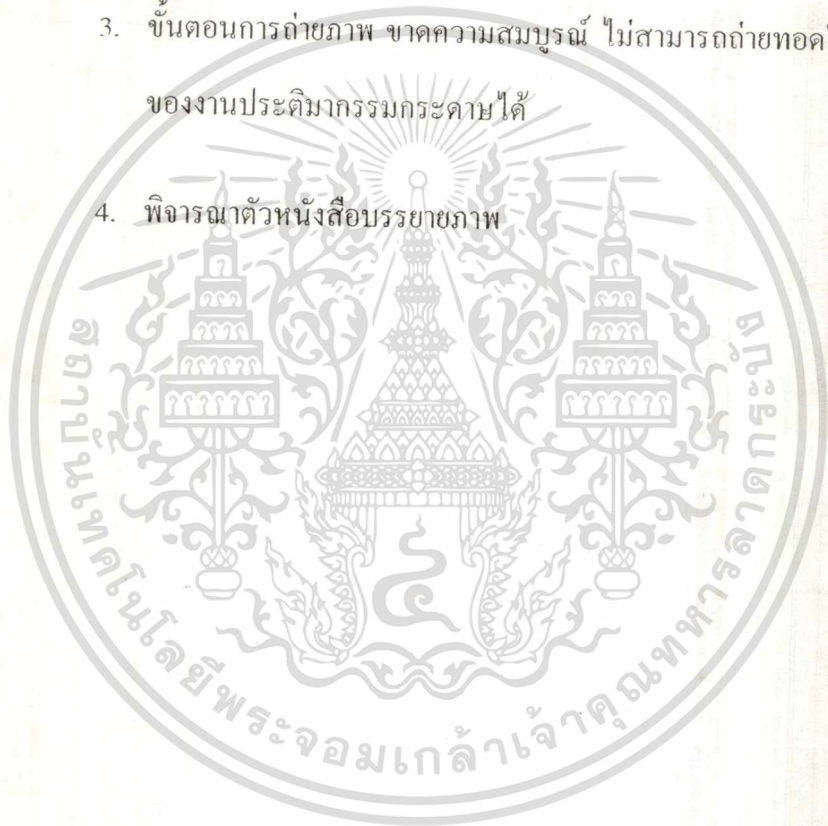 3. ขั้นตอนการถ่ายภาพ ขาดความสมบูรณ์ ไม่สามารถถ่ายทอด
ของงานประติมากรรมกระดาษได้
4. พิจารณาตัวหนังสือบรรยายภาพ
สถาบันเทคโนโลยีพระจอมเกล้าเจ้าคุณทหารลาดกระบัง
๔